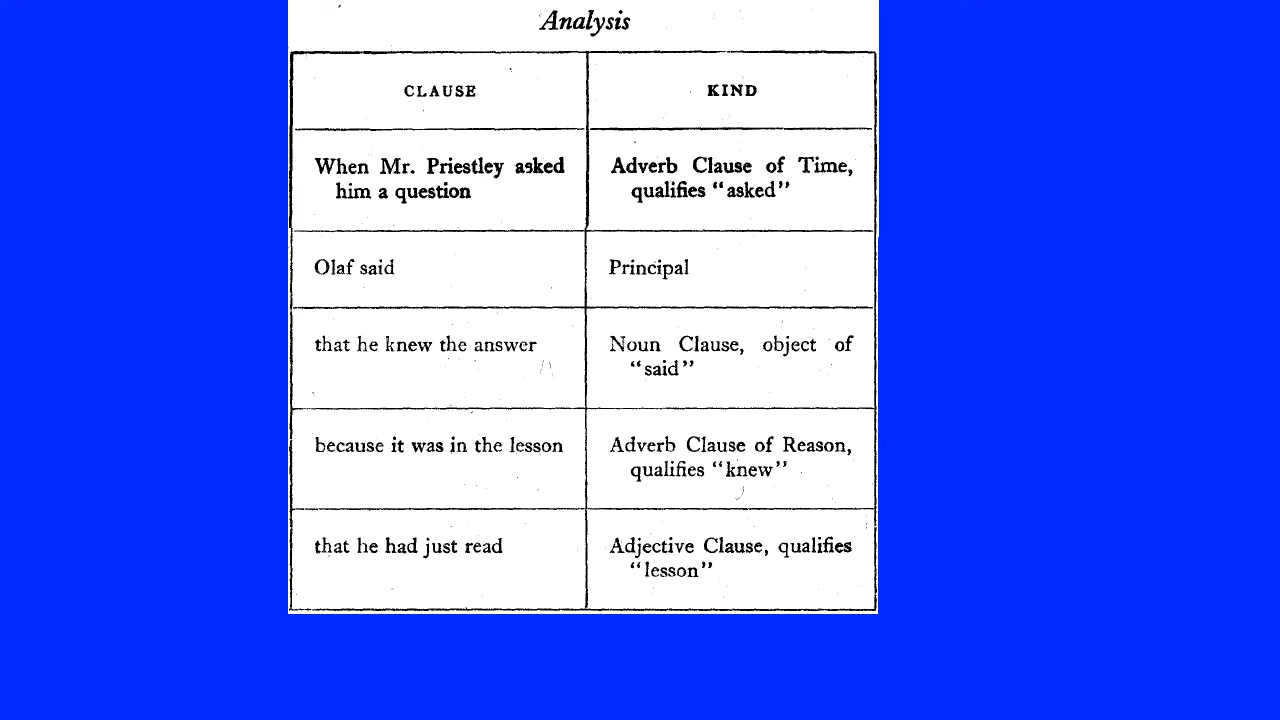 Analysis
CLAUSE
KIND
When Mr. Priestley asked
him a question
Adverb Clause of Time,
qualifies “asked”
Olaf said
Principal
that he knew the answer
Noun Clause, object of
“said”
because it was in the lesson
Adverb Clause of Reason,
qualifies “knew”
that he had just read
Adjective Clause, qualifies
“lesson”